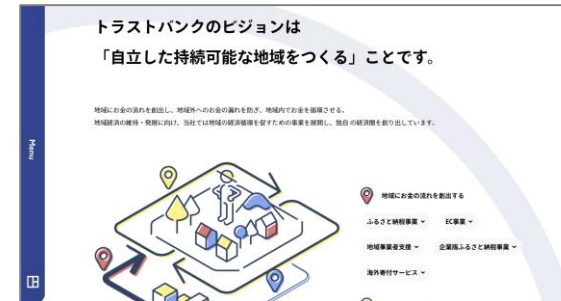 トラストバンクのビジョンは
「自立した持続可能な地域をつくる」ことです。
地域にお金の流れを創出し、地域外へのお金の漏れを防ぎ、地域内でお金を循環させる。
地域経済の維持・発展に向け、当社では地域の経済循環を促すための事業を展開し、独自の経済圏を創り出しています。
Menu
地域にお金の流れを創出する
ふるさと納税事業
EC事業
地域事業者支援
企業版ふるさと納税事業
海外寄付サービス